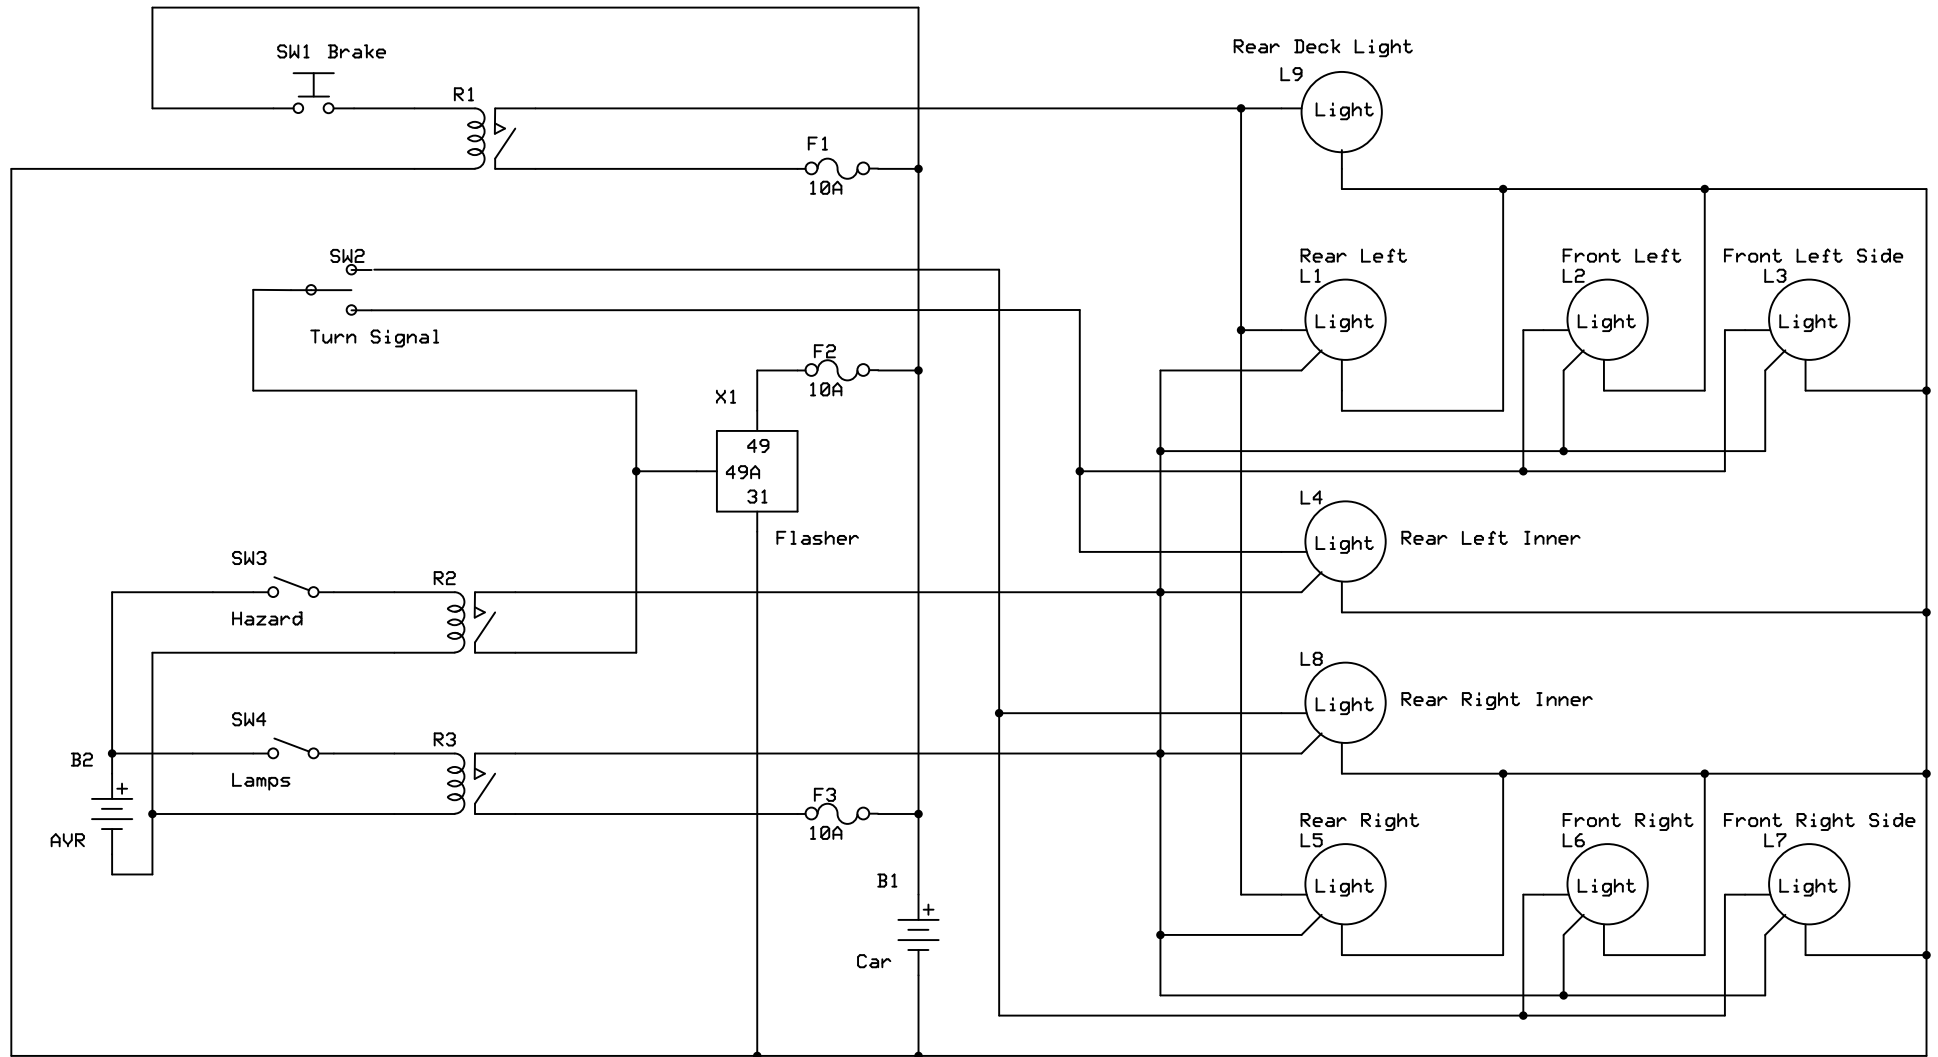 SW1 Brake
R1
F1
10A
Rear Deck Light
L9
Light
SW2
Turn Signal
F2
10A
X1
49
49A
31
Flasher
Rear Left
L1
Light
Front Left
L2
Light
Front Left Side
L3
Light
L4
Light
Rear Left Inner
SW3
Hazard
R2
L8
Light
Rear Right Inner
SW4
Lamps
R3
B2
+
AVR
F3
10A
B1
+
Car
Rear Right
L5
Light
Front Right
L6
Light
Front Right Side
L7
Light